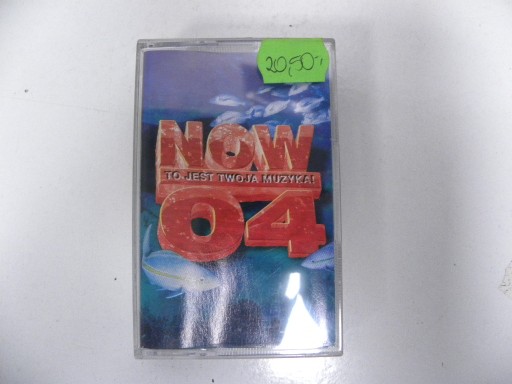 20,50,-
NOW
TO JEST TWOJA MUZYKA!
04